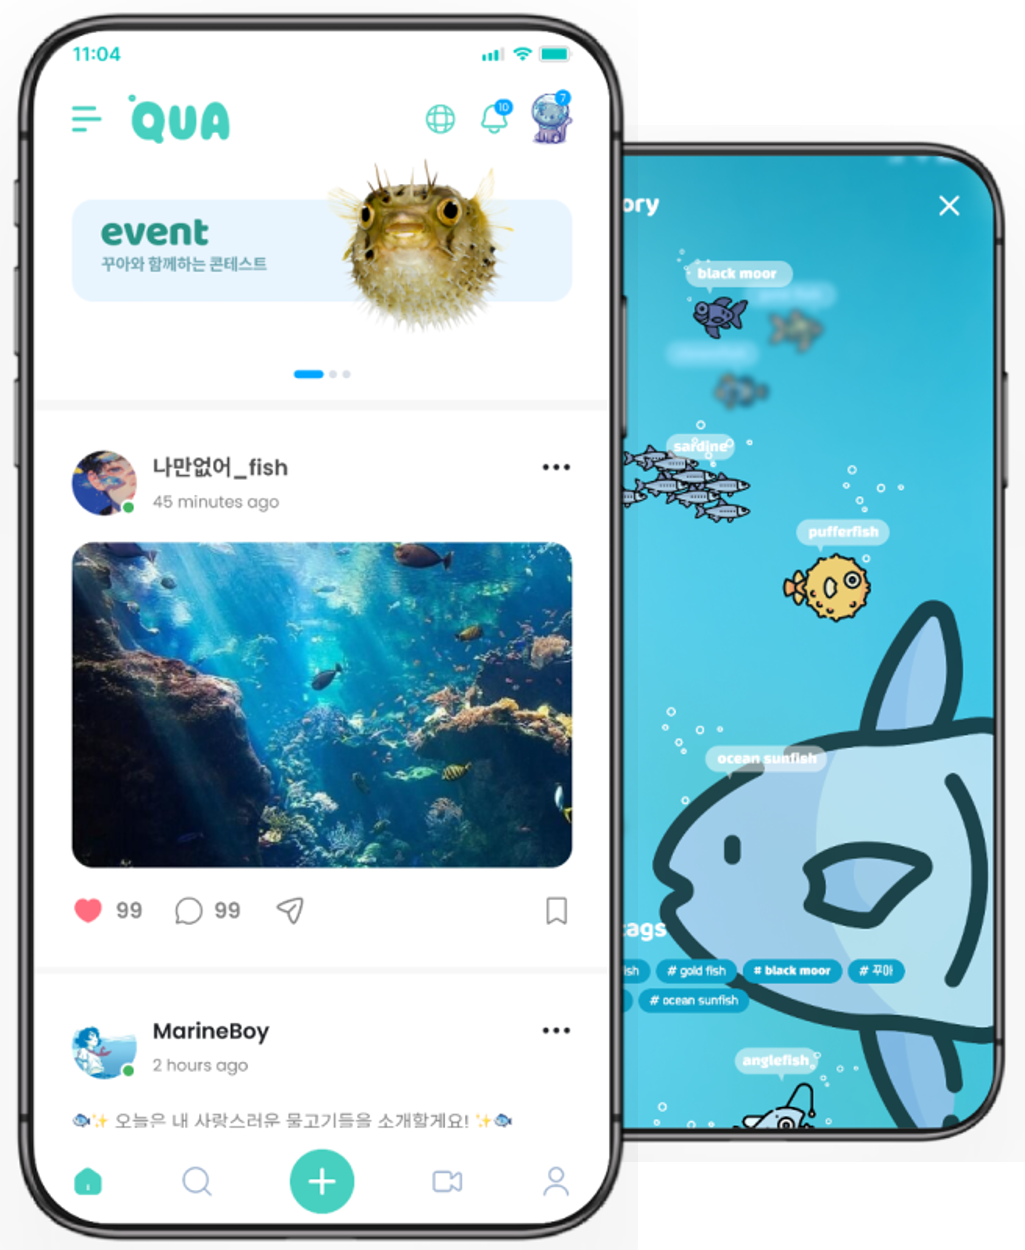 11:04
QUA
10
7
event
꾸아와 함께하는 콘테스트
나만없어_fish
45 minutes ago
99
99
MarineBoy
2 hours ago
🐟✨ 오늘은 내 사랑스러운 물고기들을 소개할게요! ✨🐟
ory
black moor
sardine
pufferfish
ocean sunfish
tags
ish
# gold fish
# black moor
# 꾸아
# ocean sunfish
anglefish